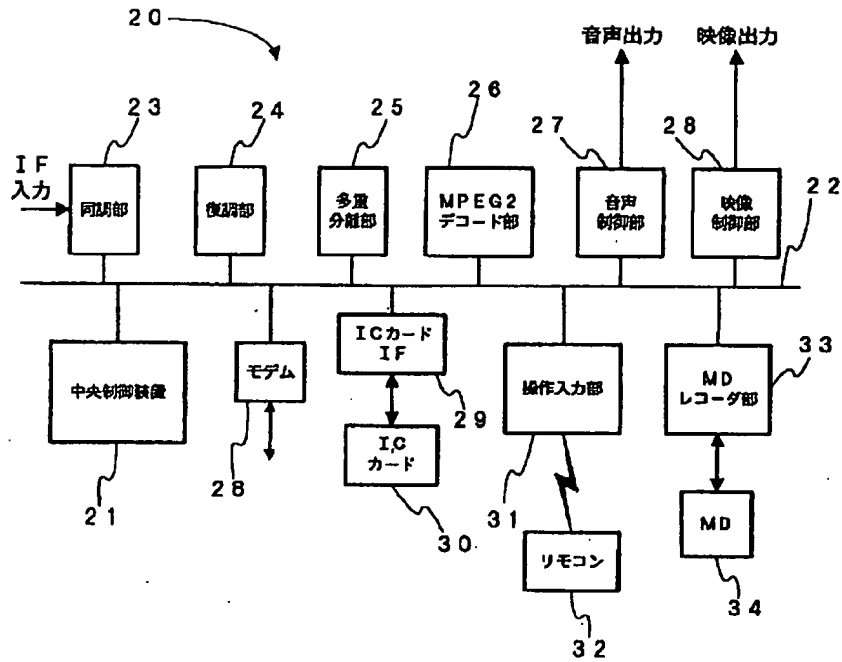 20
音声出力
映像出力
23
24
25
26
27
28
IF
入力
同調部
復調部
多重
分離部
MPEG2
デコード部
音声
制御部
映像
制御部
22
中央制御装置
モデム
ICカード
IF
操作入力部
MD
レコーダ部
33
21
28
29
IC
カード
30
31
リモコン
32
MD
34